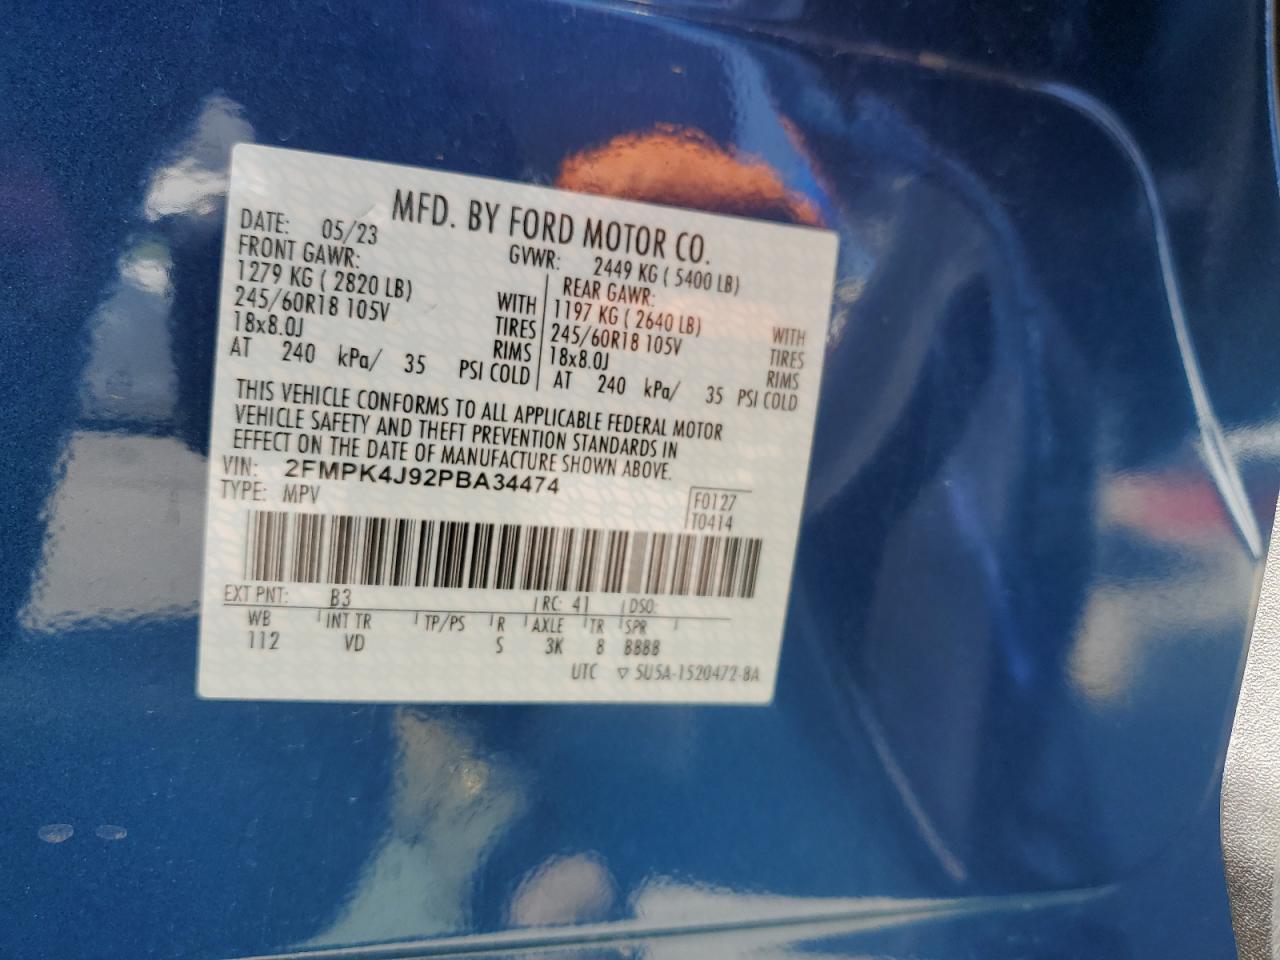 MFD. BY FORD MOTOR CO.
DATE: 05/23 GVWR: 2449 KG ( 5400 LB)
FRONT GAWR: REAR GAWR:
1279 KG ( 2820 LB) WITH 1197 KG ( 2640 LB) WITH
245/60R18 105V TIRES 245/60R18 105V TIRES
18x8.0J RIMS 18x8.0J RIMS
AT 240 kPa/ 35 PSI COLD AT 240 kPa/ 35 PSI COLD
THIS VEHICLE CONFORMS TO ALL APPLICABLE FEDERAL MOTOR
VEHICLE SAFETY AND THEFT PREVENTION STANDARDS IN
EFFECT ON THE DATE OF MANUFACTURE SHOWN ABOVE.
VIN: 2FMPK4J92PBA34474
TYPE: MPV F0127
T0414
EXT PNT: B3 RC: 41 DSO:
WB INT TR TP/PS R AXLE TR SPR
112 VD S 3K 8 BBBB
UTC ▽ 5U5A-1520472-BA